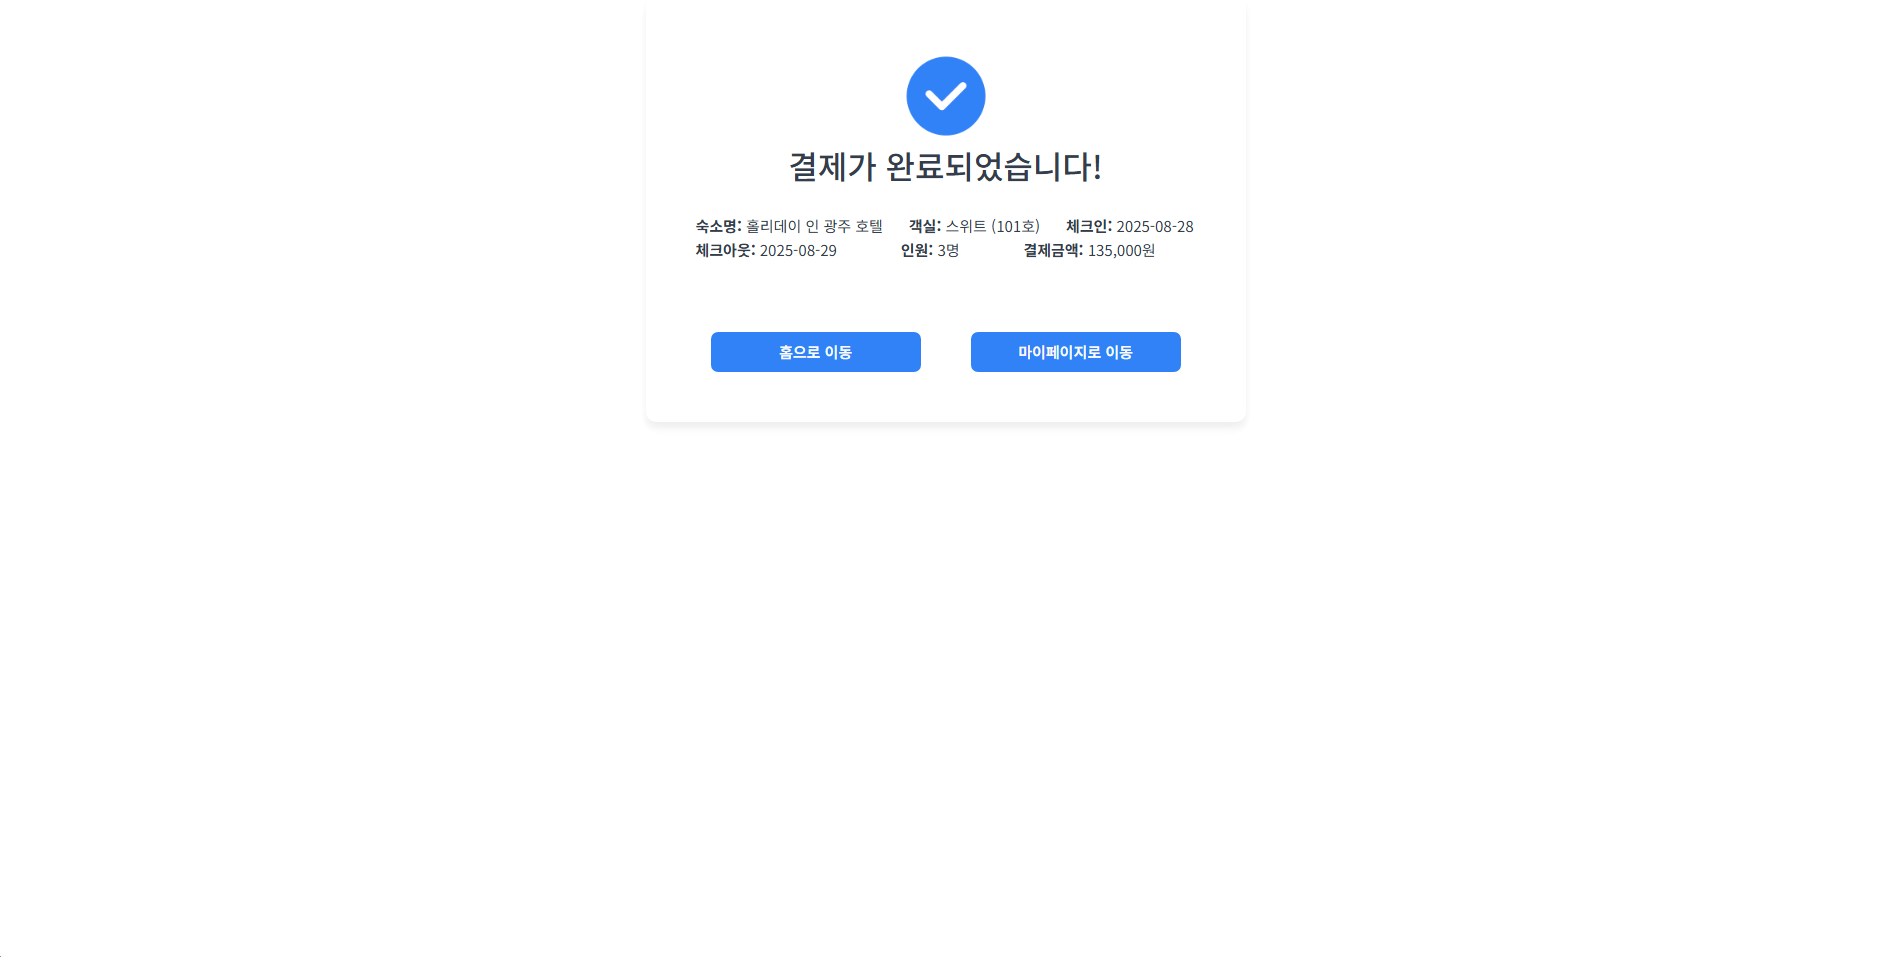 결제가 완료되었습니다!
숙소명: 홀리데이 인 광주 호텔 객실: 스위트 (101호) 체크인: 2025-08-28
체크아웃: 2025-08-29 인원: 3명 결제금액: 135,000원
홈으로 이동 마이페이지로 이동